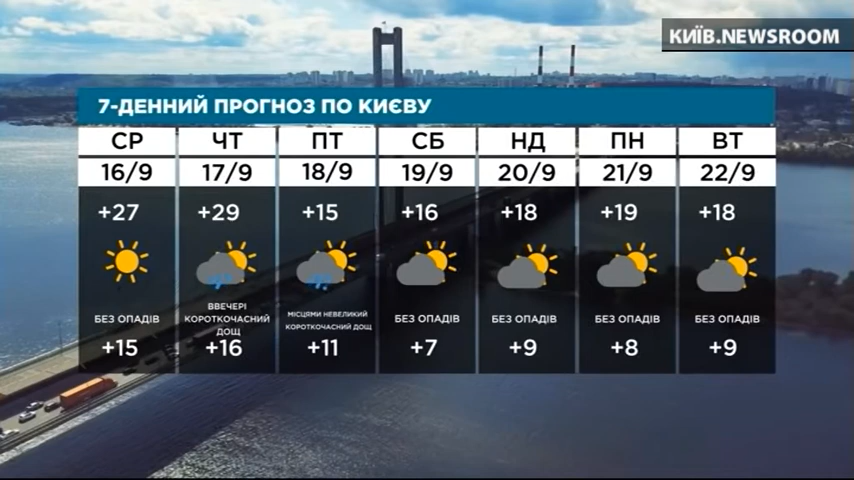 КИЇВ.NEWSROOM
7-ДЕННИЙ ПРОГНОЗ ПО КИЄВУ
СР ЧТ ПТ СБ НД ПН ВТ
16/9 17/9 18/9 19/9 20/9 21/9 22/9
+27 +29 +15 +16 +18 +19 +18
БЕЗ ОПАДІВ
ВВЕЧЕРІ
КОРОТКОЧАСНИЙ
ДОЩ
МІСЦЯМИ НЕВЕЛИКИЙ
КОРОТКОЧАСНИЙ ДОЩ
БЕЗ ОПАДІВ
БЕЗ ОПАДІВ
БЕЗ ОПАДІВ
БЕЗ ОПАДІВ
+15 +16 +11 +7 +9 +8 +9